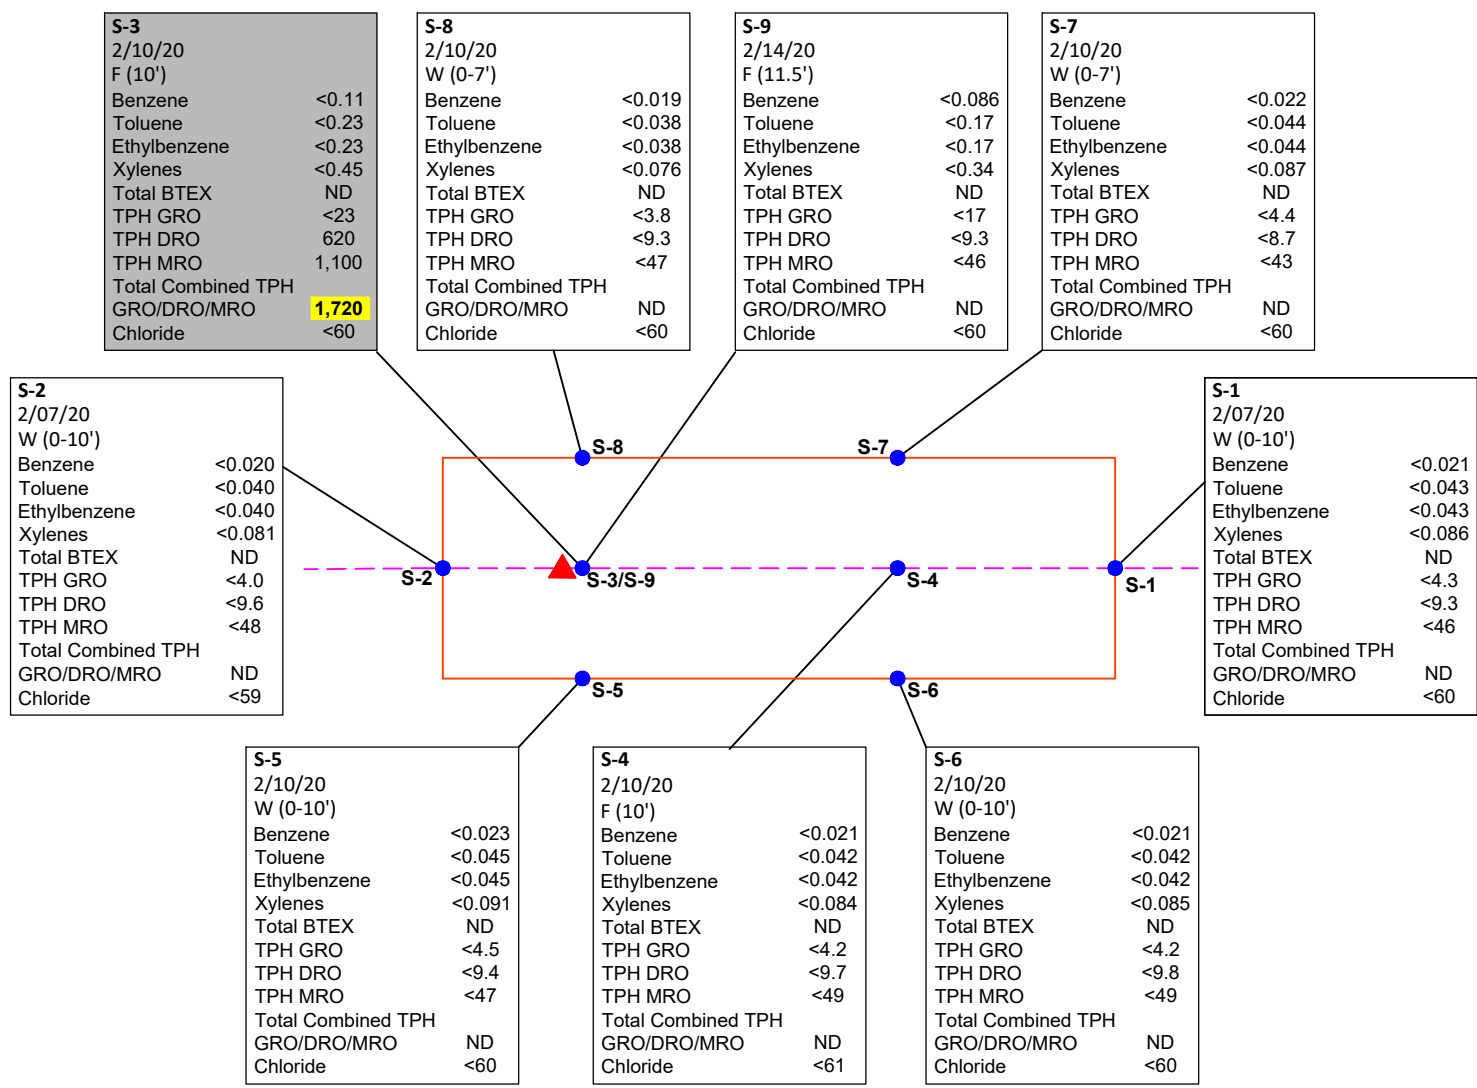 S-3
2/10/20
F (10')
Benzene <0.11
Toluene <0.23
Ethylbenzene <0.23
Xylenes <0.45
Total BTEX ND
TPH GRO <23
TPH DRO 620
TPH MRO 1,100
Total Combined TPH
GRO/DRO/MRO 1,720
Chloride <60
S-8
2/10/20
W (0-7')
Benzene <0.019
Toluene <0.038
Ethylbenzene <0.038
Xylenes <0.076
Total BTEX ND
TPH GRO <3.8
TPH DRO <9.3
TPH MRO <47
Total Combined TPH
GRO/DRO/MRO ND
Chloride <60
S-9
2/14/20
F (11.5')
Benzene <0.086
Toluene <0.17
Ethylbenzene <0.17
Xylenes <0.34
Total BTEX ND
TPH GRO <17
TPH DRO <9.3
TPH MRO <46
Total Combined TPH
GRO/DRO/MRO ND
Chloride <60
S-7
2/10/20
W (0-7')
Benzene <0.022
Toluene <0.044
Ethylbenzene <0.044
Xylenes <0.087
Total BTEX ND
TPH GRO <4.4
TPH DRO <8.7
TPH MRO <43
Total Combined TPH
GRO/DRO/MRO ND
Chloride <60
S-2
2/07/20
W (0-10')
Benzene <0.020
Toluene <0.040
Ethylbenzene <0.040
Xylenes <0.081
Total BTEX ND
TPH GRO <4.0
TPH DRO <9.6
TPH MRO <48
Total Combined TPH
GRO/DRO/MRO ND
Chloride <59
S-8
S-7
S-2
S-3/S-9
S-4
S-1
S-5
S-6
S-1
2/07/20
W (0-10')
Benzene <0.021
Toluene <0.043
Ethylbenzene <0.043
Xylenes <0.086
Total BTEX ND
TPH GRO <4.3
TPH DRO <9.3
TPH MRO <46
Total Combined TPH
GRO/DRO/MRO ND
Chloride <60
S-5
2/10/20
W (0-10')
Benzene <0.023
Toluene <0.045
Ethylbenzene <0.045
Xylenes <0.091
Total BTEX ND
TPH GRO <4.5
TPH DRO <9.4
TPH MRO <47
Total Combined TPH
GRO/DRO/MRO ND
Chloride <60
S-4
2/10/20
F (10')
Benzene <0.021
Toluene <0.042
Ethylbenzene <0.042
Xylenes <0.084
Total BTEX ND
TPH GRO <4.2
TPH DRO <9.7
TPH MRO <49
Total Combined TPH
GRO/DRO/MRO ND
Chloride <61
S-6
2/10/20
W (0-10')
Benzene <0.021
Toluene <0.042
Ethylbenzene <0.042
Xylenes <0.085
Total BTEX ND
TPH GRO <4.2
TPH DRO <9.8
TPH MRO <49
Total Combined TPH
GRO/DRO/MRO ND
Chloride <60